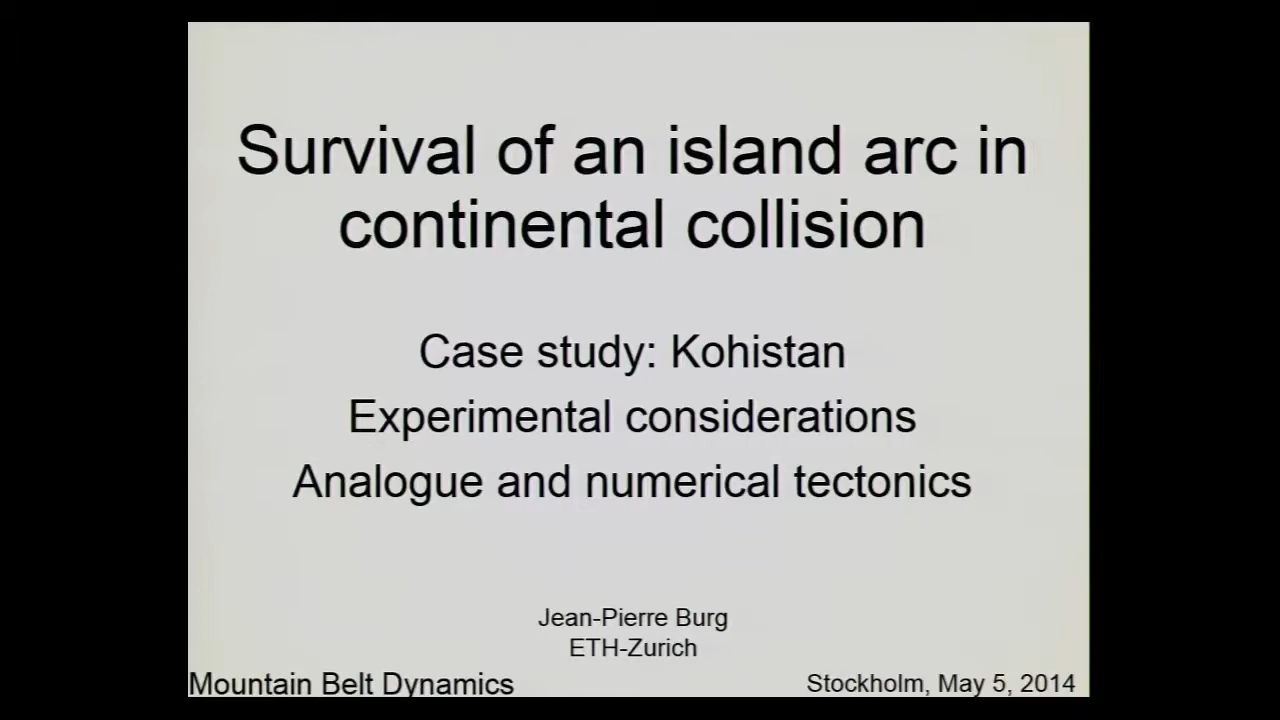 Survival of an island arc in
continental collision
Case study: Kohistan
Experimental considerations
Analogue and numerical tectonics
Jean-Pierre Burg
ETH-Zurich
Mountain Belt Dynamics
Stockholm, May 5, 2014